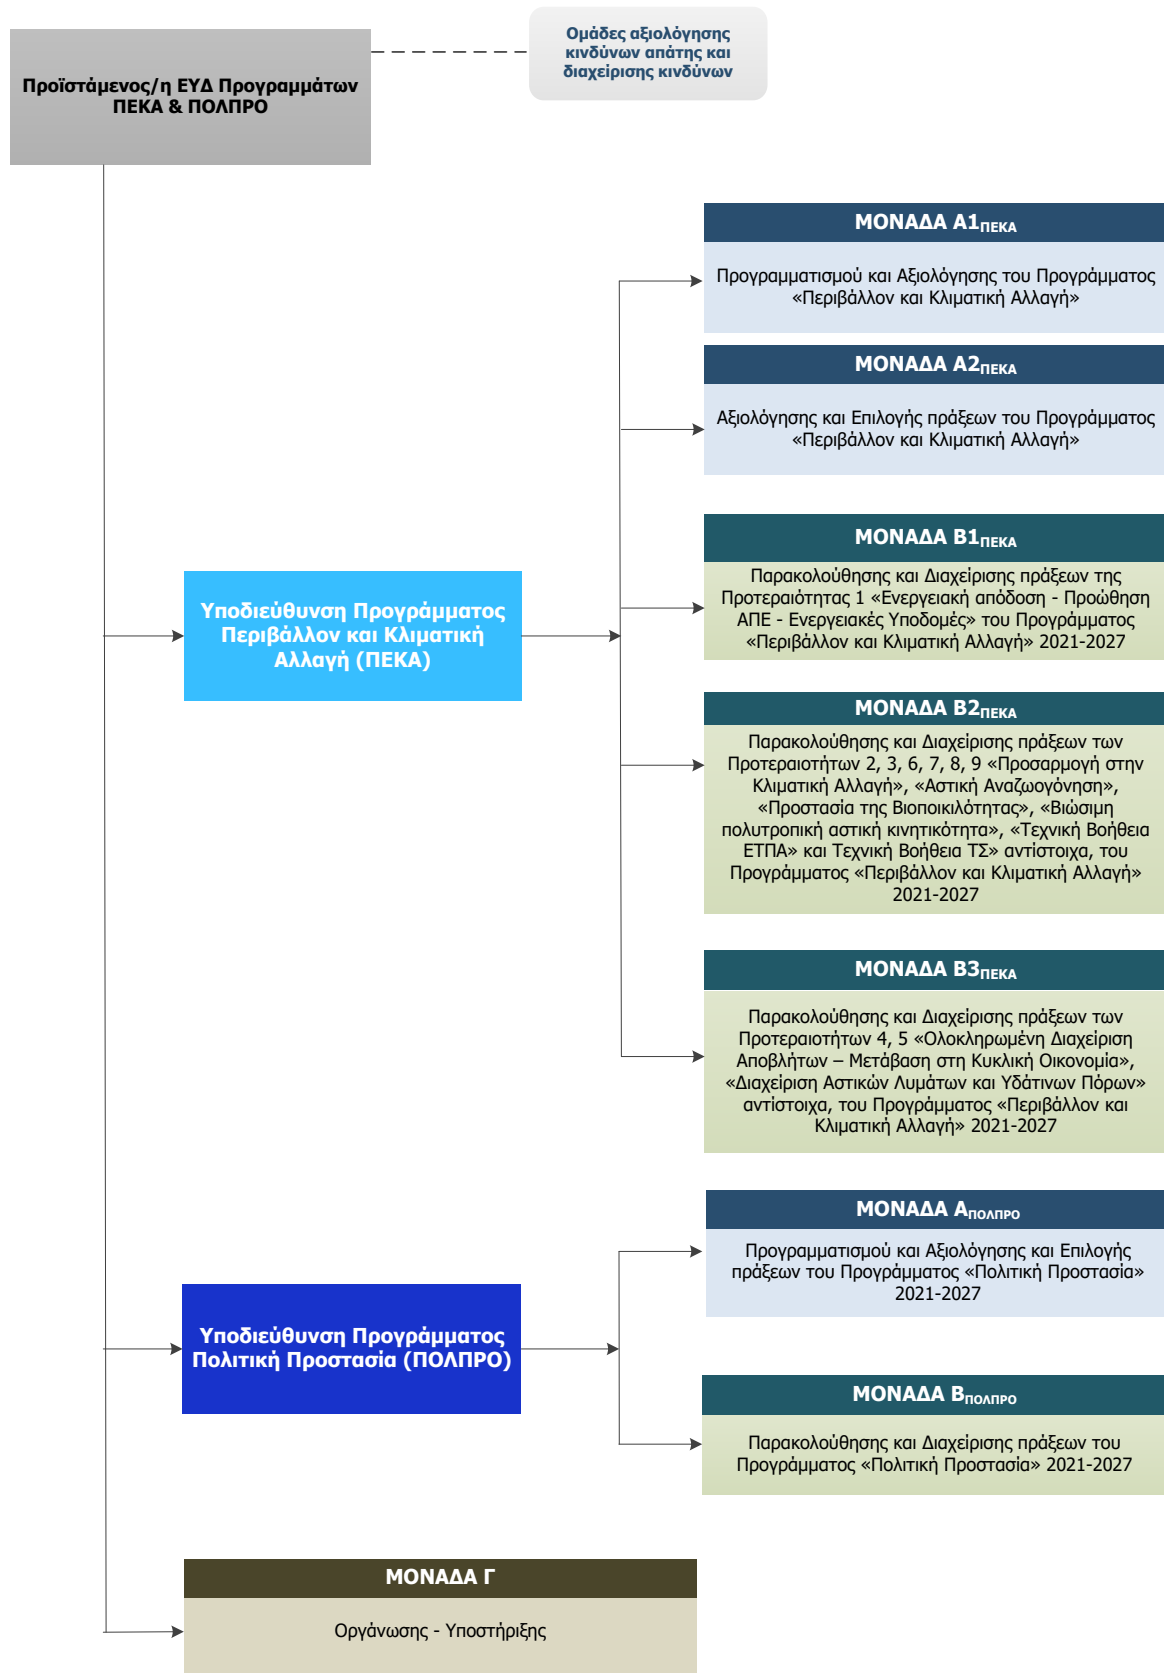 Ομάδες αξιολόγησης
κινδύνων απάτης και
διαχείρισης κινδύνων
Προϊστάμενος/η ΕΥΔ Προγραμμάτων
ΠΕΚΑ & ΠΟΛΠΡΟ
ΜΟΝΑΔΑ Α1ΠΕΚΑ
Προγραμματισμού και Αξιολόγησης του Προγράμματος
«Περιβάλλον και Κλιματική Αλλαγή»
ΜΟΝΑΔΑ Α2ΠΕΚΑ
Αξιολόγησης και Επιλογής πράξεων του Προγράμματος
«Περιβάλλον και Κλιματική Αλλαγή»
ΜΟΝΑΔΑ Β1ΠΕΚΑ
Παρακολούθησης και Διαχείρισης πράξεων της
Προτεραιότητας 1 «Ενεργειακή απόδοση - Προώθηση
ΑΠΕ - Ενεργειακές Υποδομές» του Προγράμματος
«Περιβάλλον και Κλιματική Αλλαγή» 2021-2027
Υποδιεύθυνση Προγράμματος
Περιβάλλον και Κλιματική
Αλλαγή (ΠΕΚΑ)
ΜΟΝΑΔΑ Β2ΠΕΚΑ
Παρακολούθησης και Διαχείρισης πράξεων των
Προτεραιοτήτων 2, 3, 6, 7, 8, 9 «Προσαρμογή στην
Κλιματική Αλλαγή», «Αστική Αναζωογόνηση»,
«Προστασία της Βιοποικιλότητας», «Βιώσιμη
πολυτροπική αστική κινητικότητα», «Τεχνική Βοήθεια
ΕΤΠΑ» και Τεχνική Βοήθεια ΤΣ» αντίστοιχα, του
Προγράμματος «Περιβάλλον και Κλιματική Αλλαγή»
2021-2027
ΜΟΝΑΔΑ Β3ΠΕΚΑ
Παρακολούθησης και Διαχείρισης πράξεων των
Προτεραιοτήτων 4, 5 «Ολοκληρωμένη Διαχείριση
Αποβλήτων – Μετάβαση στη Κυκλική Οικονομία»,
«Διαχείριση Αστικών Λυμάτων και Υδάτινων Πόρων»
αντίστοιχα, του Προγράμματος «Περιβάλλον και
Κλιματική Αλλαγή» 2021-2027
ΜΟΝΑΔΑ ΑΠΟΛΠΡΟ
Προγραμματισμού και Αξιολόγησης και Επιλογής
πράξεων του Προγράμματος «Πολιτική Προστασία»
2021-2027
Υποδιεύθυνση Προγράμματος
Πολιτική Προστασία (ΠΟΛΠΡΟ)
ΜΟΝΑΔΑ ΒΠΟΛΠΡΟ
Παρακολούθησης και Διαχείρισης πράξεων του
Προγράμματος «Πολιτική Προστασία» 2021-2027
ΜΟΝΑΔΑ Γ
Οργάνωσης - Υποστήριξης